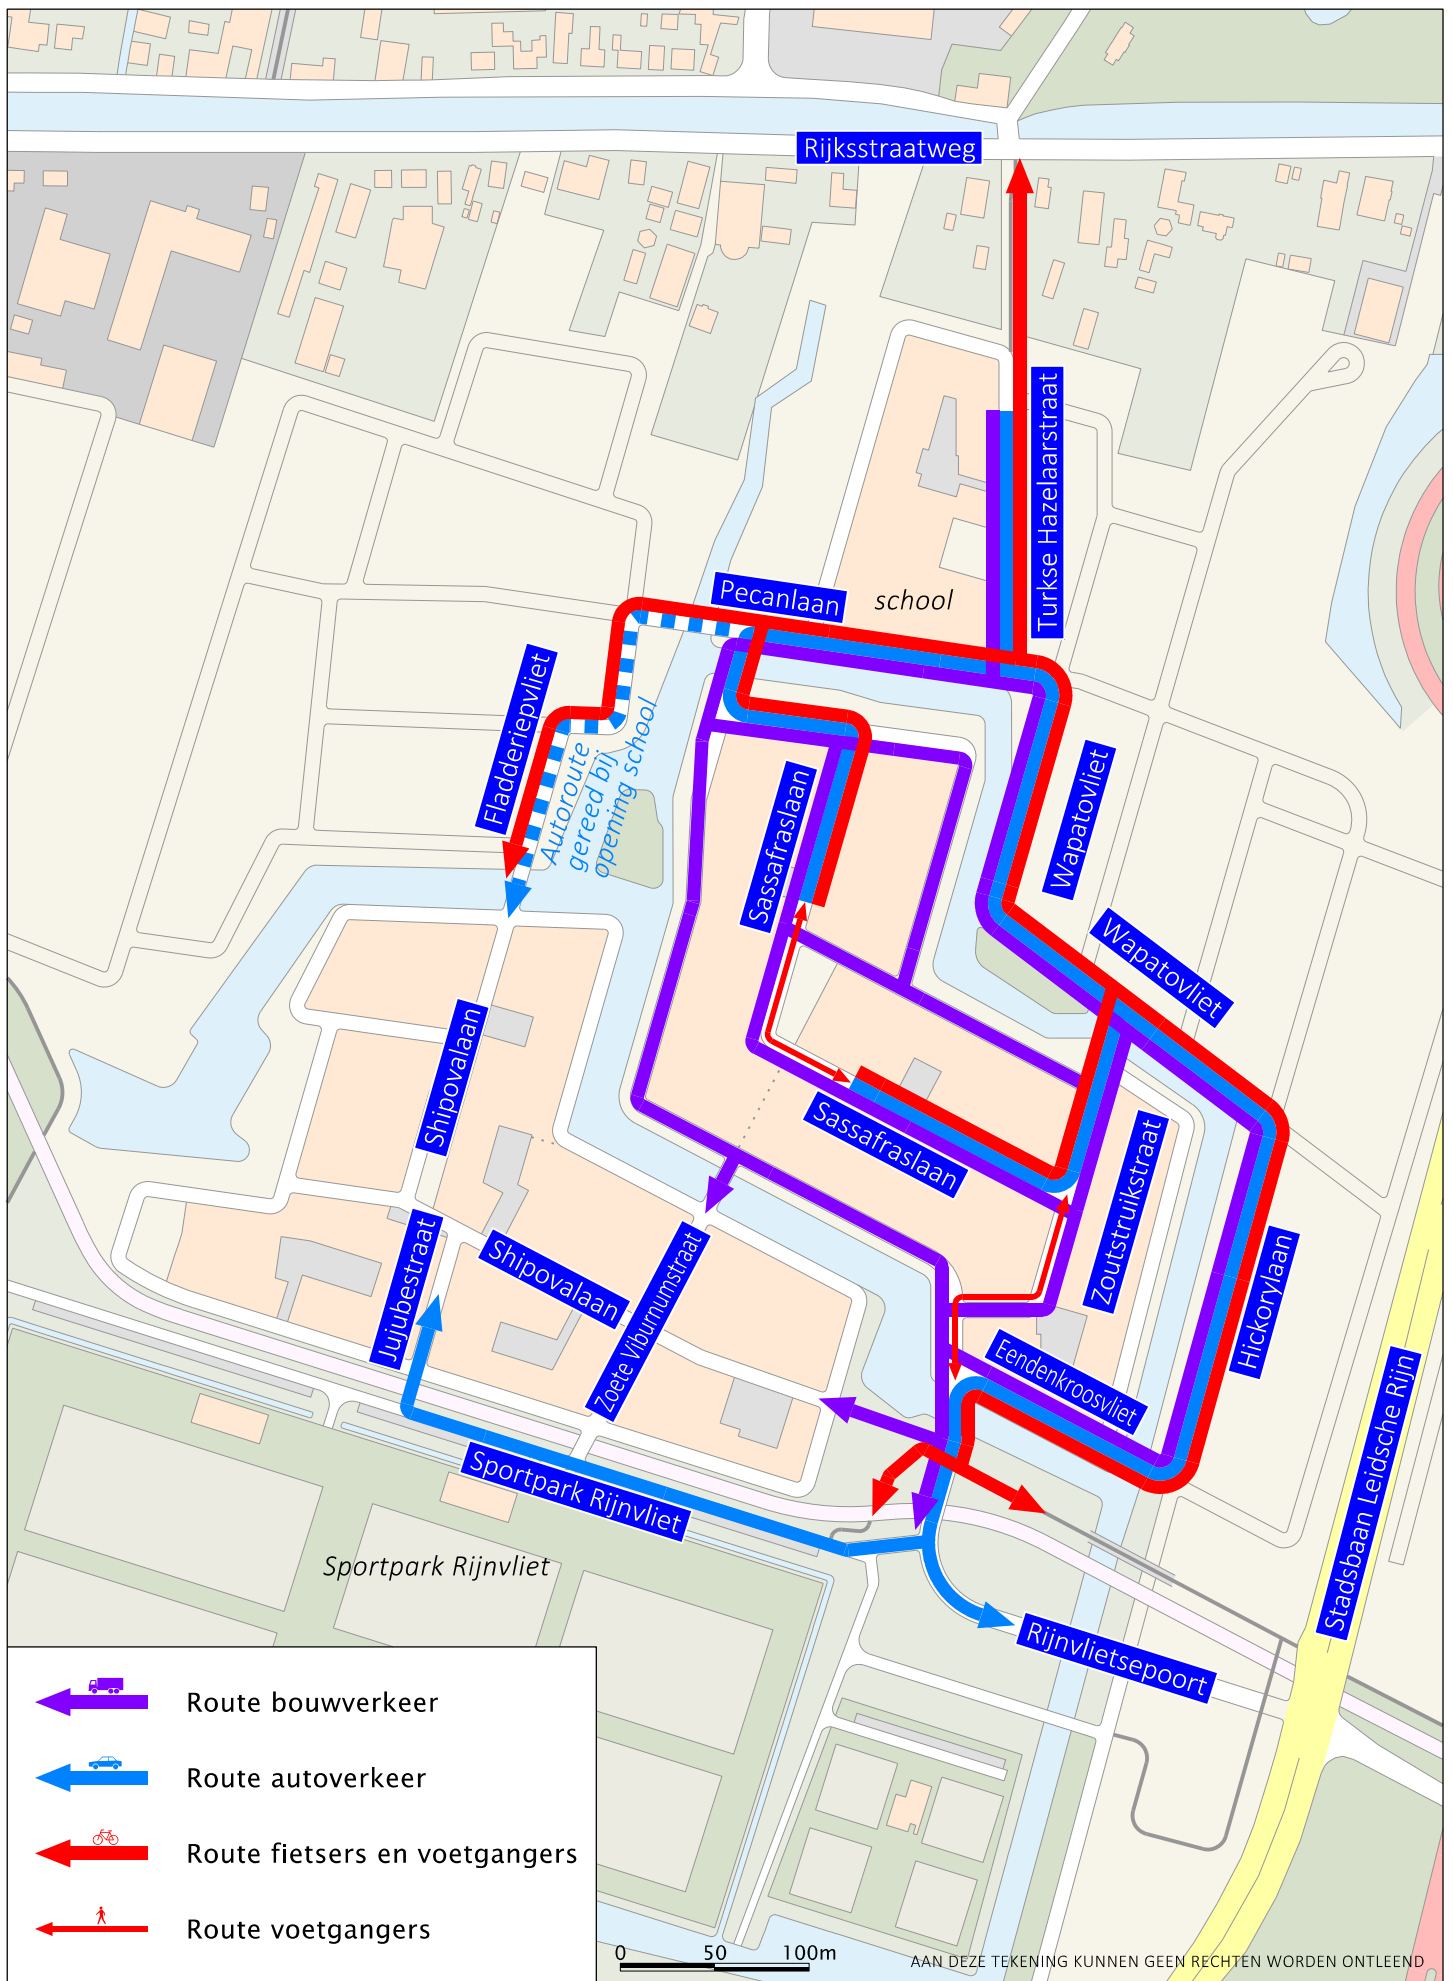 Rijksstraatweg
Turkse Hazelaarstraat
Pecanlaan
school
Fladderiepvliet
Autoroute
gereed bij
opening school
Sassafraslaan
Wapatovliet
Wapatovliet
Shipovalaan
Sassafraslaan
Zoutstruikstraat
Jujubestraat
Shipovalaan
Zoete Viburnumstraat
Hickorylaan
Eendenkroosvliet
Stadsbaan Leidsche Rijn
Sportpark Rijnvliet
Sportpark Rijnvliet
Rijnvlietsepoort
Route bouwverkeer
Route autoverkeer
Route fietsers en voetgangers
Route voetgangers
0 50 100m
AAN DEZE TEKENING KUNNEN GEEN RECHTEN WORDEN ONTLEEND